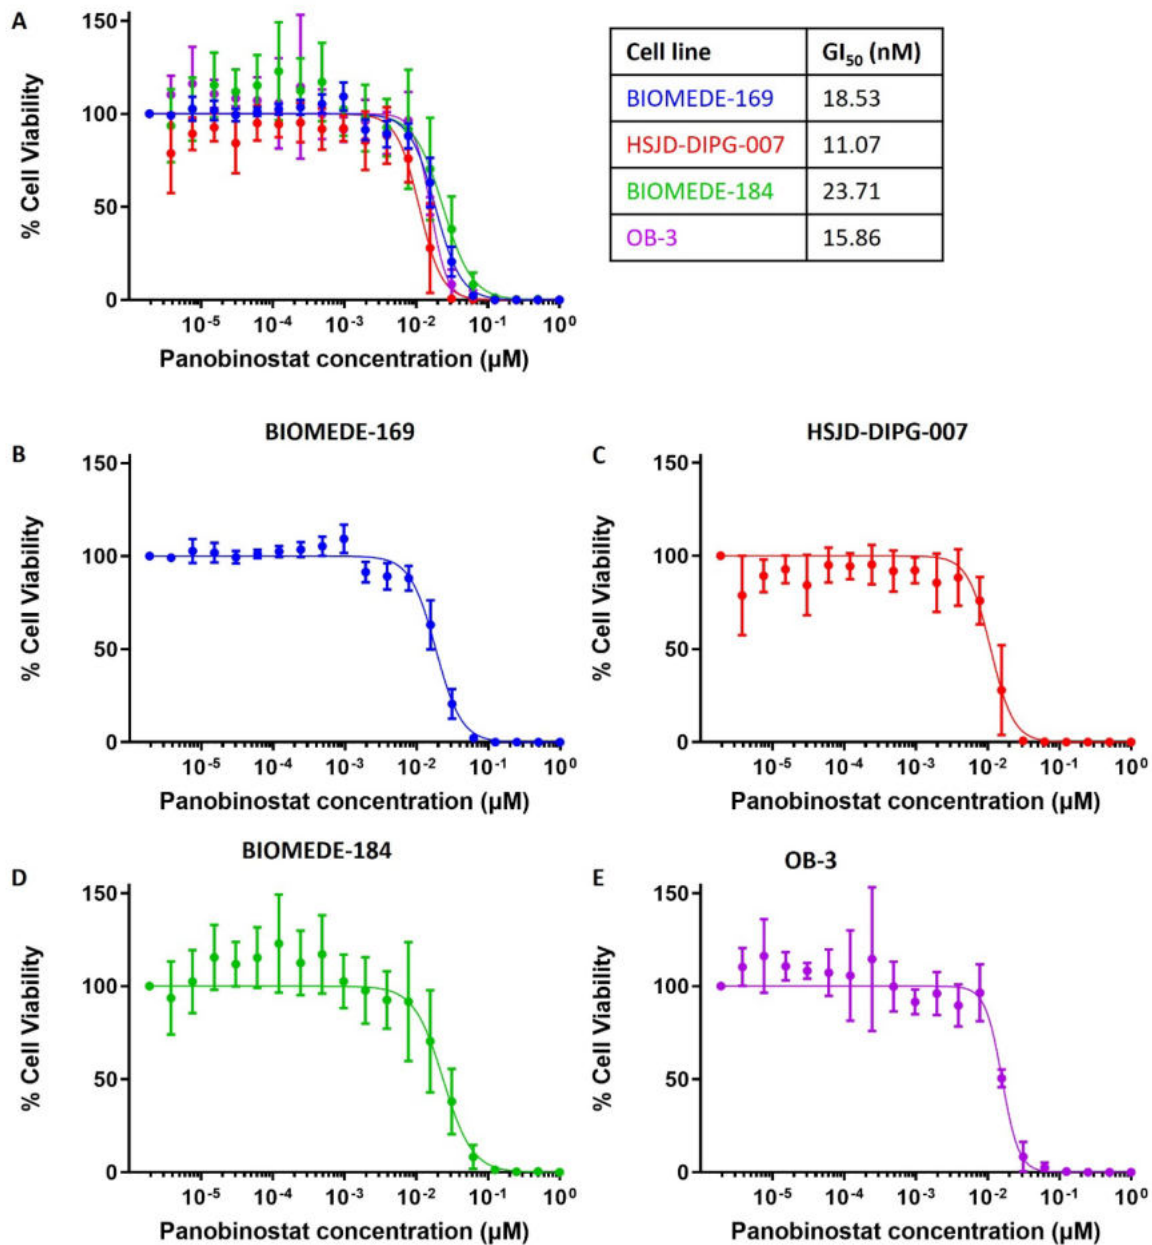 A
150
100
50
0
% Cell Viability
10⁻⁵ 10⁻⁴ 10⁻³ 10⁻² 10⁻¹ 10⁰
Panobinostat concentration (µM)
Cell line GI₅₀ (nM)
BIOMEDE-169 18.53
HSJD-DIPG-007 11.07
BIOMEDE-184 23.71
OB-3 15.86
B
BIOMEDE-169
150
100
50
0
% Cell Viability
10⁻⁵ 10⁻⁴ 10⁻³ 10⁻² 10⁻¹ 10⁰
Panobinostat concentration (µM)
C
HSJD-DIPG-007
150
100
50
0
% Cell Viability
10⁻⁵ 10⁻⁴ 10⁻³ 10⁻² 10⁻¹ 10⁰
Panobinostat concentration (µM)
D
BIOMEDE-184
150
100
50
0
% Cell Viability
10⁻⁵ 10⁻⁴ 10⁻³ 10⁻² 10⁻¹ 10⁰
Panobinostat concentration (µM)
E
OB-3
150
100
50
0
% Cell Viability
10⁻⁵ 10⁻⁴ 10⁻³ 10⁻² 10⁻¹ 10⁰
Panobinostat concentration (µM)